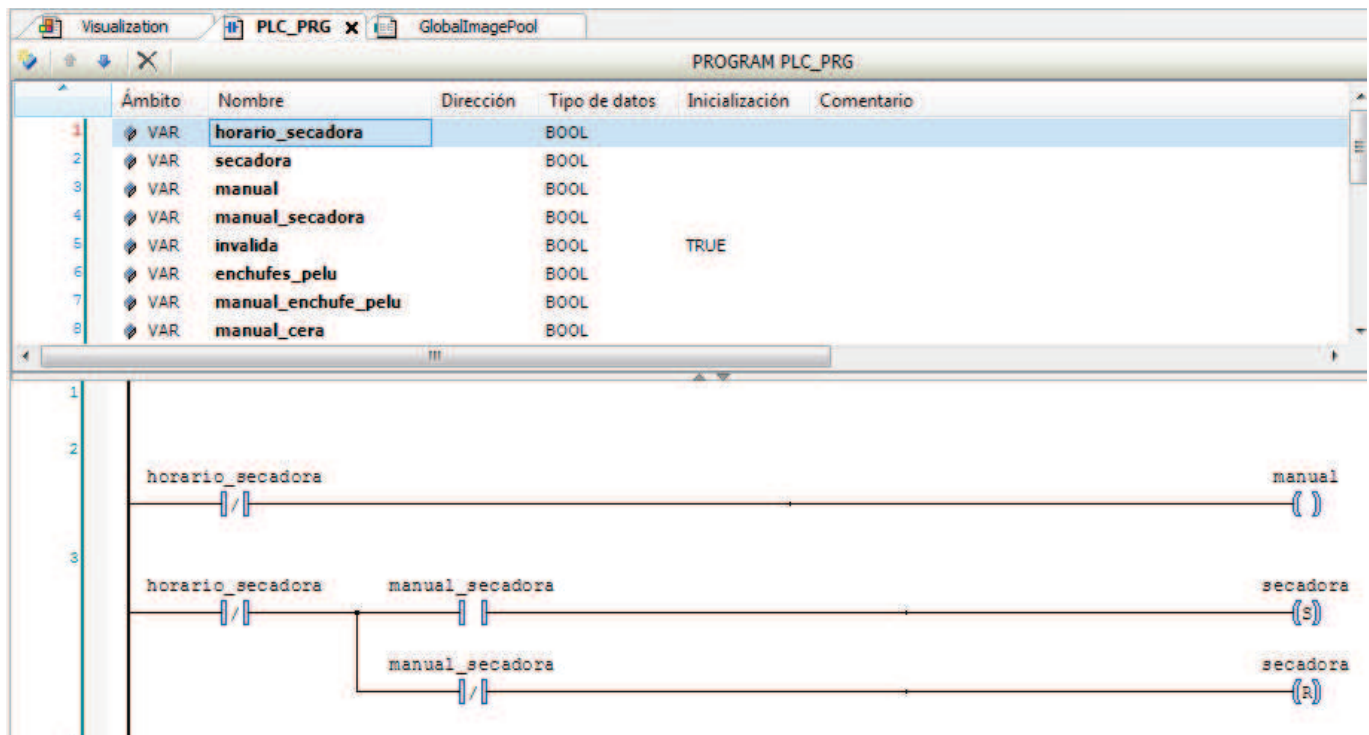 Visualization PLC_PRG X GlobalImagePool
PROGRAM PLC_PRG
Ámbito Nombre Dirección Tipo de datos Inicialización Comentario
1 VAR horario_secadora BOOL
2 VAR secadora BOOL
3 VAR manual BOOL
4 VAR manual_secadora BOOL
5 VAR invalida BOOL TRUE
6 VAR enchufes_pelu BOOL
7 VAR manual_enchufe_pelu BOOL
8 VAR manual_cera BOOL
1
2
horario_secadora manual
/
3
horario_secadora manual_secadora secadora
/ S
manual_secadora secadora
/ R